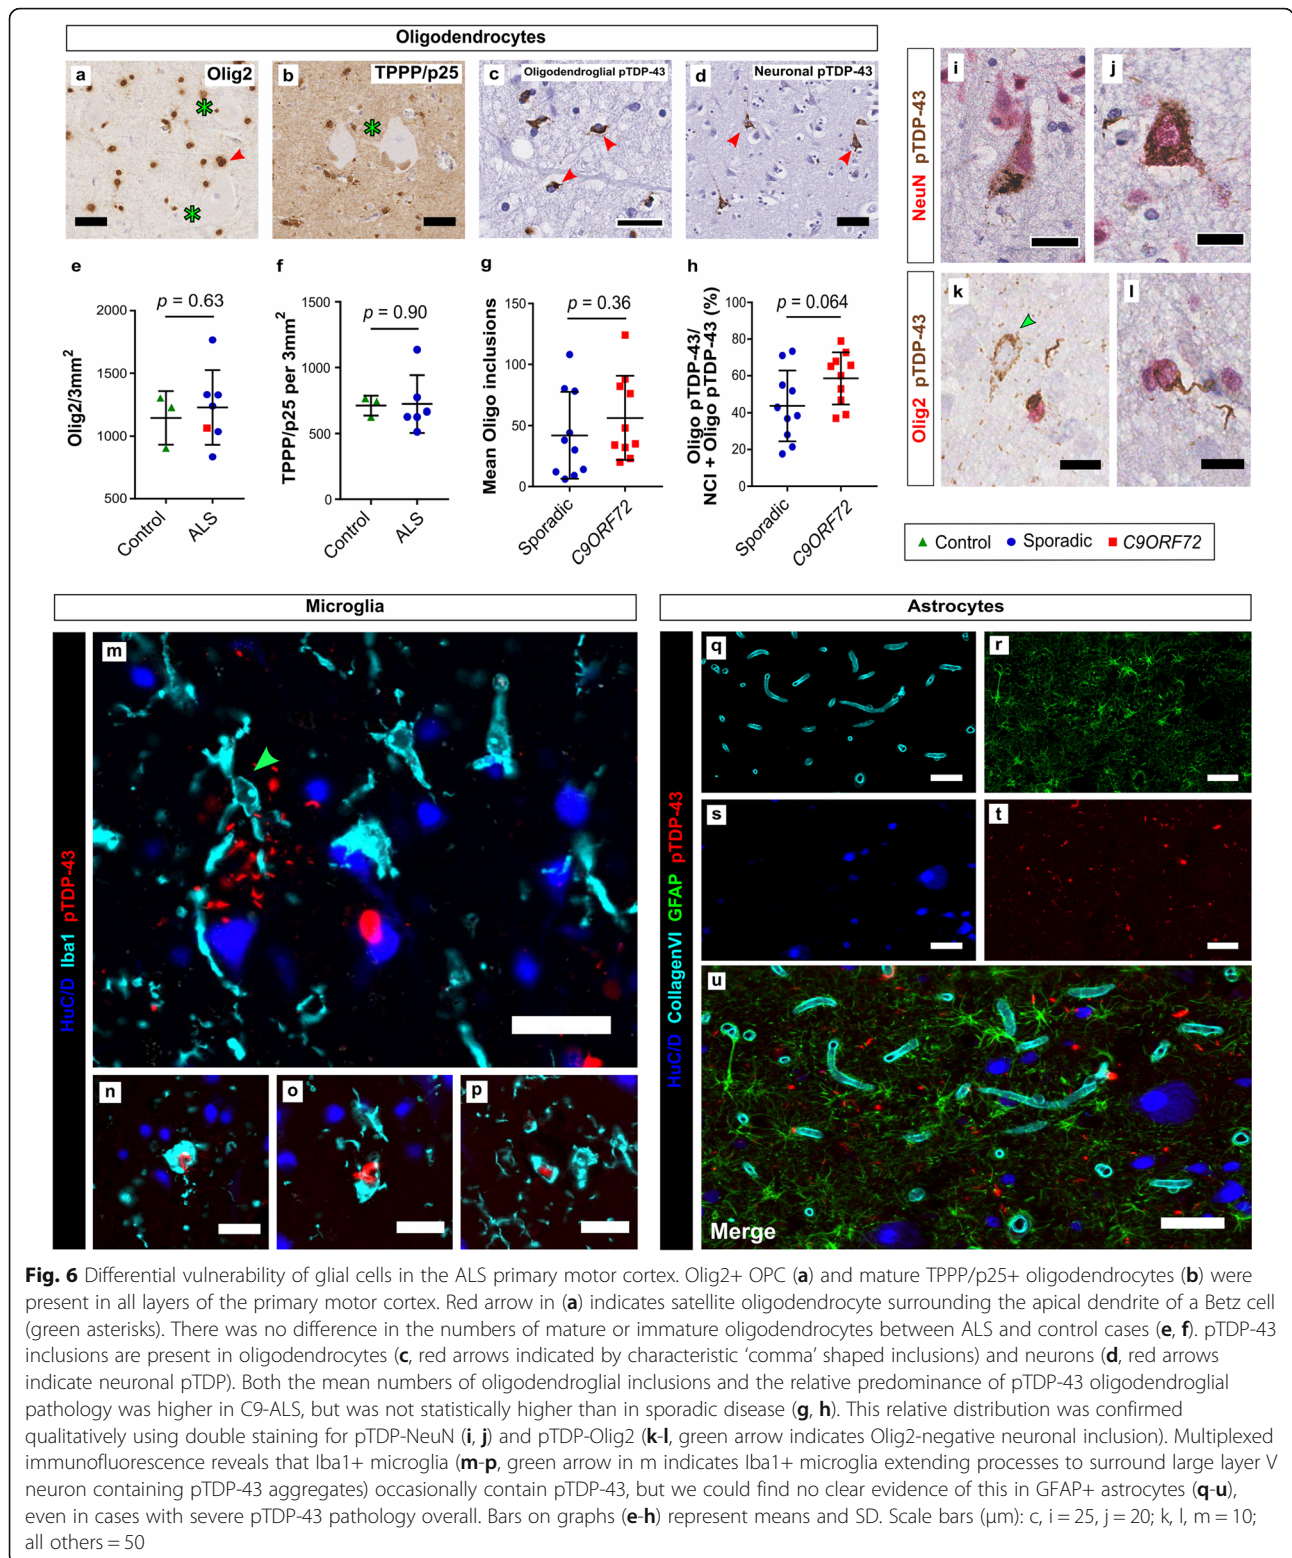 Oligodendrocytes
a
Olig2
b
TPPP/p25
c
Oligodendroglial pTDP-43
d
Neuronal pTDP-43
NeuN pTDP-43
i
j
e
f
g
h
Olig2/3mm²
2000
1500
1000
500
p = 0.63
Control
ALS
TPPP/p25 per 3mm²
1500
1000
500
0
p = 0.90
Control
ALS
Mean Oligo inclusions
150
100
50
0
p = 0.36
Sporadic
C9ORF72
Oligo pTDP-43/
NCI + Oligo pTDP-43 (%)
100
80
60
40
20
0
p = 0.064
Sporadic
C9ORF72
Olig2 pTDP-43
k
l
Control Sporadic C9ORF72
Microglia
HuC/D Iba1 pTDP-43
m
n
o
p
Astrocytes
HuC/D CollagenVI GFAP pTDP-43
q
r
s
t
u
Merge
Fig. 6 Differential vulnerability of glial cells in the ALS primary motor cortex. Olig2+ OPC (a) and mature TPPP/p25+ oligodendrocytes (b) were
present in all layers of the primary motor cortex. Red arrow in (a) indicates satellite oligodendrocyte surrounding the apical dendrite of a Betz cell
(green asterisks). There was no difference in the numbers of mature or immature oligodendrocytes between ALS and control cases (e, f). pTDP-43
inclusions are present in oligodendrocytes (c, red arrows indicated by characteristic 'comma' shaped inclusions) and neurons (d, red arrows
indicate neuronal pTDP). Both the mean numbers of oligodendroglial inclusions and the relative predominance of pTDP-43 oligodendroglial
pathology was higher in C9-ALS, but was not statistically higher than in sporadic disease (g, h). This relative distribution was confirmed
qualitatively using double staining for pTDP-NeuN (i, j) and pTDP-Olig2 (k-l, green arrow indicates Olig2-negative neuronal inclusion). Multiplexed
immunofluorescence reveals that Iba1+ microglia (m-p, green arrow in m indicates Iba1+ microglia extending processes to surround large layer V
neuron containing pTDP-43 aggregates) occasionally contain pTDP-43, but we could find no clear evidence of this in GFAP+ astrocytes (q-u),
even in cases with severe pTDP-43 pathology overall. Bars on graphs (e-h) represent means and SD. Scale bars (μm): c, i = 25, j = 20; k, l, m = 10;
all others = 50